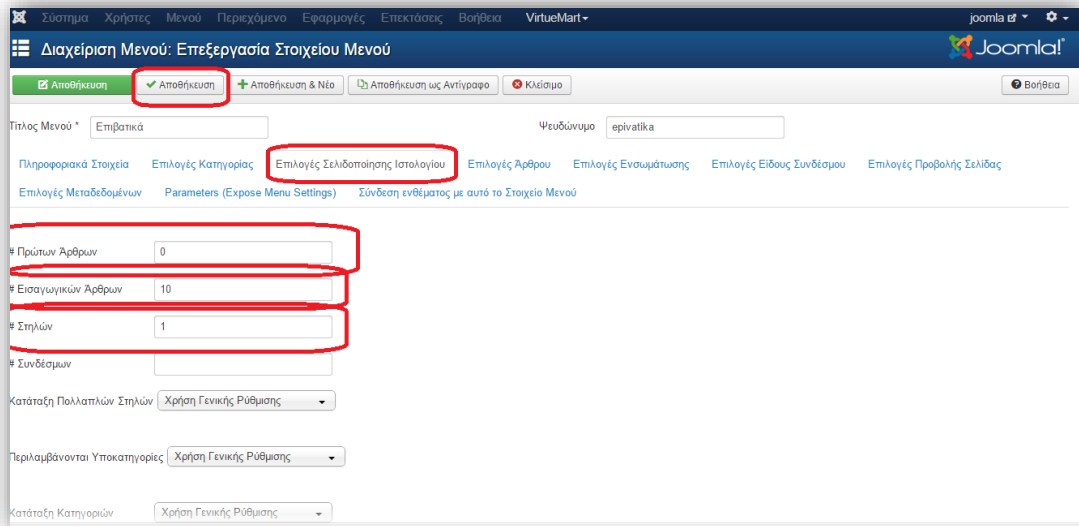 Σύστημα Χρήστες Μενού Περιεχόμενο Εφαρμογές Επεκτάσεις Βοήθεια VirtueMart joomla
Διαχείριση Μενού: Επεξεργασία Στοιχείου Μενού Joomla!
Αποθήκευση Αποθήκευση Αποθήκευση & Νέο Αποθήκευση ως Αντίγραφο Κλείσιμο Βοήθεια
Τίτλος Μενού * Επιβατικά Ψευδώνυμο epivatika
Πληροφοριακά Στοιχεία Επιλογές Κατηγορίας Επιλογές Σελιδοποίησης Ιστολογίου Επιλογές Άρθρου Επιλογές Ενσωμάτωσης Επιλογές Είδους Συνδέσμου Επιλογές Προβολής Σελίδας
Επιλογές Μεταδεδομένων Parameters (Expose Menu Settings) Σύνδεση ενθέματος με αυτό το Στοιχείο Μενού
# Πρώτων Άρθρων 0
# Εισαγωγικών Άρθρων 10
# Στηλών 1
# Συνδέσμων
Κατάταξη Πολλαπλών Στηλών Χρήση Γενικής Ρύθμισης
Περιλαμβάνονται Υποκατηγορίες Χρήση Γενικής Ρύθμισης
Κατάταξη Κατηγοριών Χρήση Γενικής Ρύθμισης